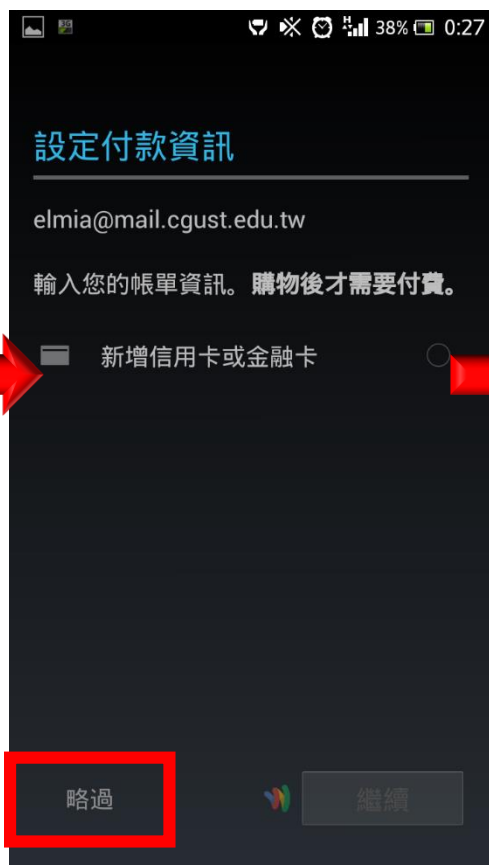 3G H 38% 0:27
設定付款資訊
elmia@mail.cgust.edu.tw
輸入您的帳單資訊。購物後才需要付費。
新增信用卡或金融卡
略過 繼續